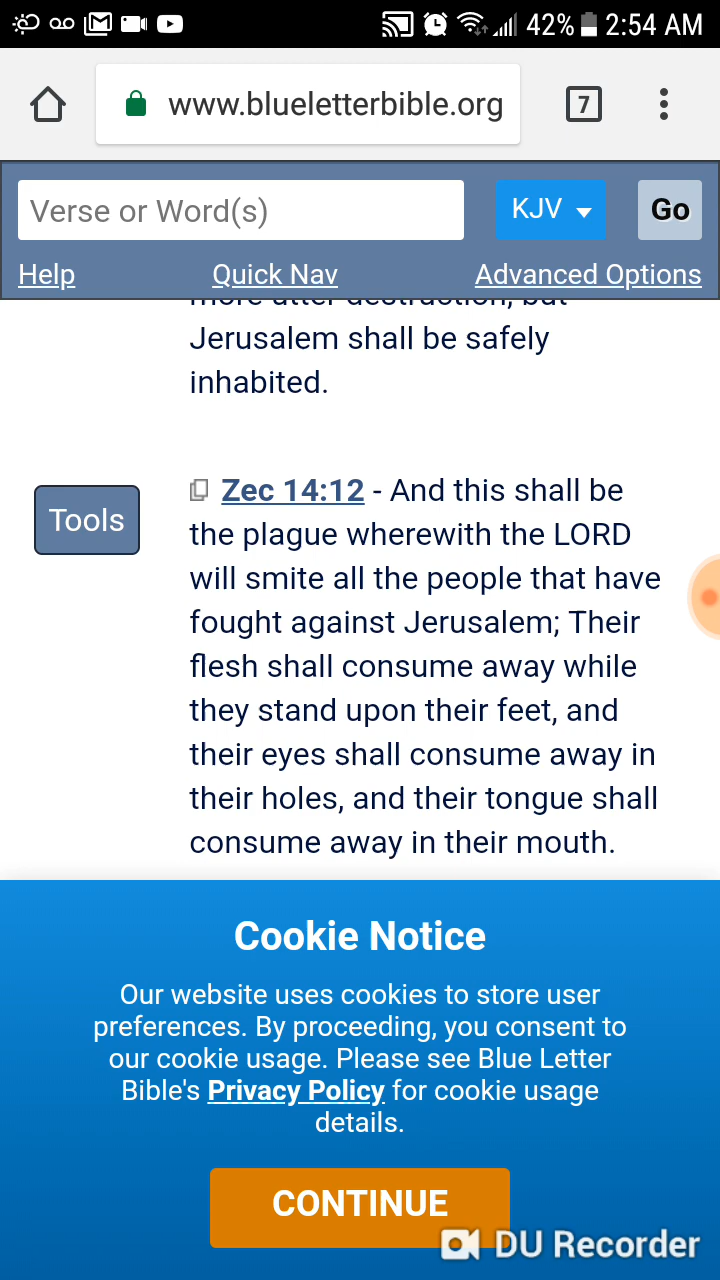 42% 2:54 AM
www.blueletterbible.org
7
Verse or Word(s)
KJV
Go
Help Quick Nav Advanced Options
more utter destruction; but
Jerusalem shall be safely
inhabited.
Tools
Zec 14:12 - And this shall be
the plague wherewith the LORD
will smite all the people that have
fought against Jerusalem; Their
flesh shall consume away while
they stand upon their feet, and
their eyes shall consume away in
their holes, and their tongue shall
consume away in their mouth.
Cookie Notice
Our website uses cookies to store user
preferences. By proceeding, you consent to
our cookie usage. Please see Blue Letter
Bible's Privacy Policy for cookie usage
details.
CONTINUE
DU Recorder